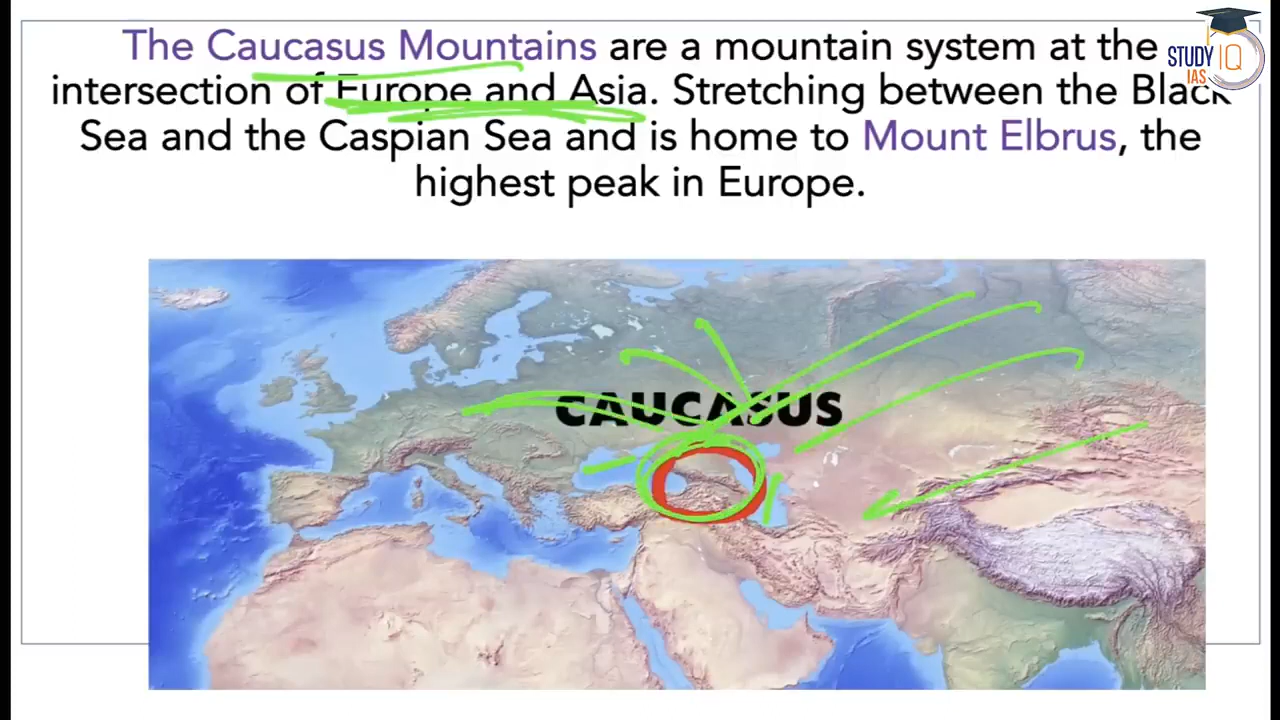 The Caucasus Mountains are a mountain system at the
intersection of Europe and Asia. Stretching between the Black
Sea and the Caspian Sea and is home to Mount Elbrus, the
highest peak in Europe.
STUDY IQ
IAS
CAUCASUS